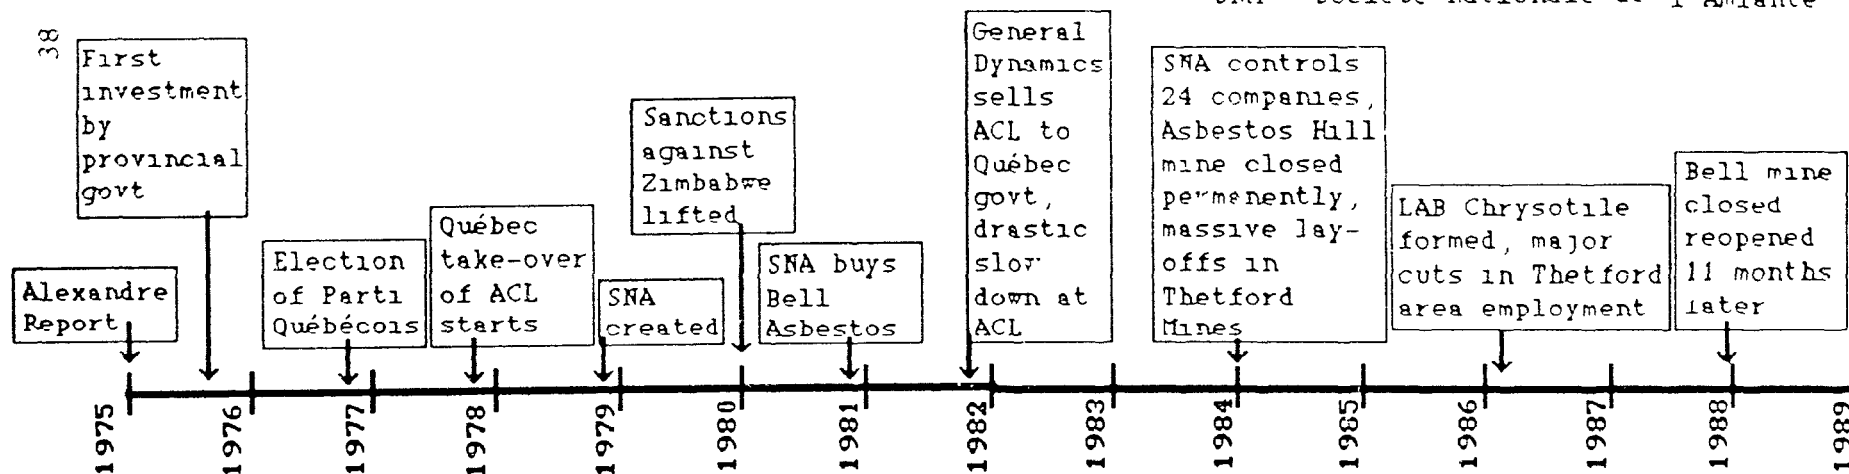 Société Nationale de l'Amiante
38
First
investment
by
provincial
govt
Alexandre
Report
Election
of Parti
Québécois
Québec
take-over
of ACL
starts
SNA
created
Sanctions
against
Zimbabwe
lifted
SNA buys
Bell
Asbestos
General
Dynamics
sells
ACL to
Québec
govt,
drastic
slow
down at
ACL
SNA controls
24 companies,
Asbestos Hill
mine closed
permenently,
massive lay-
offs in
Thetford
Mines
LAB Chrysotile
formed, major
cuts in Thetford
area employment
Bell mine
closed
reopened
11 months
later
1975
1976
1977
1978
1979
1980
1981
1982
1983
1984
1985
1986
1987
1988
1989